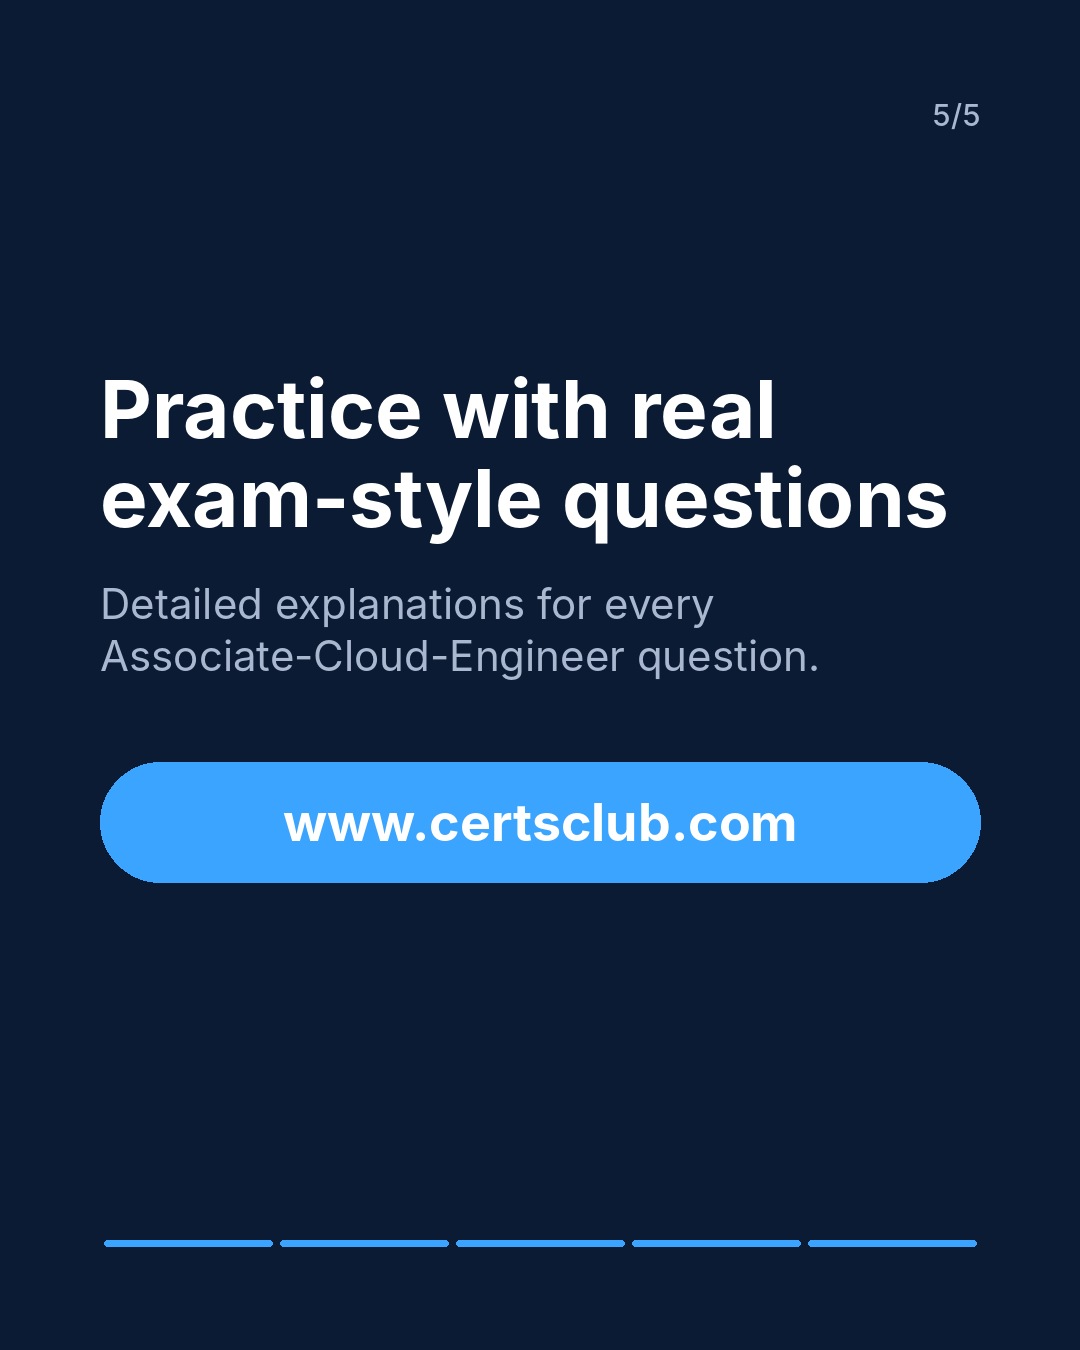 5/5
Practice with real
exam-style questions
Detailed explanations for every
Associate-Cloud-Engineer question.
www.certsclub.com